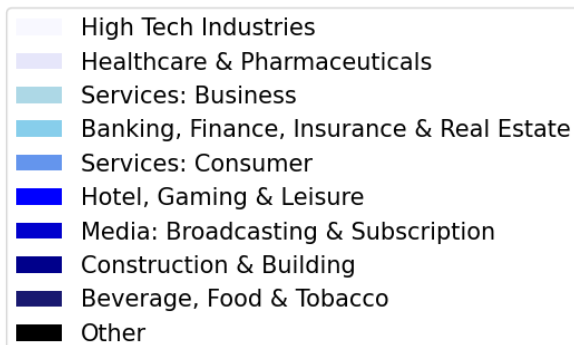 High Tech Industries
Healthcare & Pharmaceuticals
Services: Business
Banking, Finance, Insurance & Real Estate
Services: Consumer
Hotel, Gaming & Leisure
Media: Broadcasting & Subscription
Construction & Building
Beverage, Food & Tobacco
Other